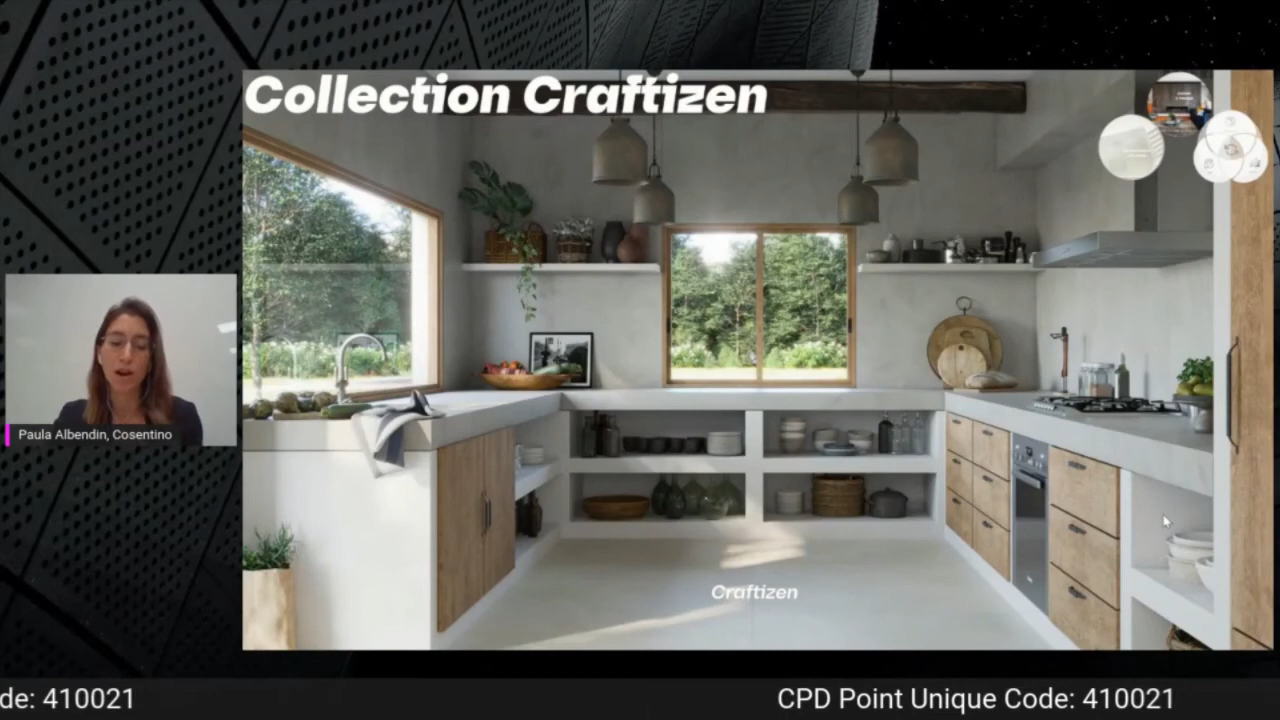 Collection Craftizen
Paula Albendin, Cosentino
Craftizen
de: 410021
CPD Point Unique Code: 410021